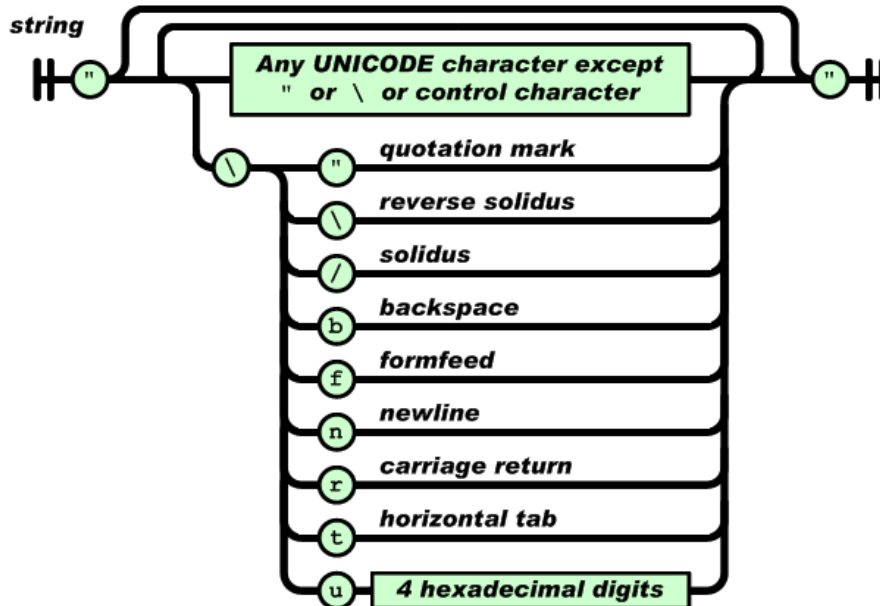 string
" Any UNICODE character except "
" or \ or control character
\ " quotation mark
\ reverse solidus
/ solidus
b backspace
f formfeed
n newline
r carriage return
t horizontal tab
u 4 hexadecimal digits